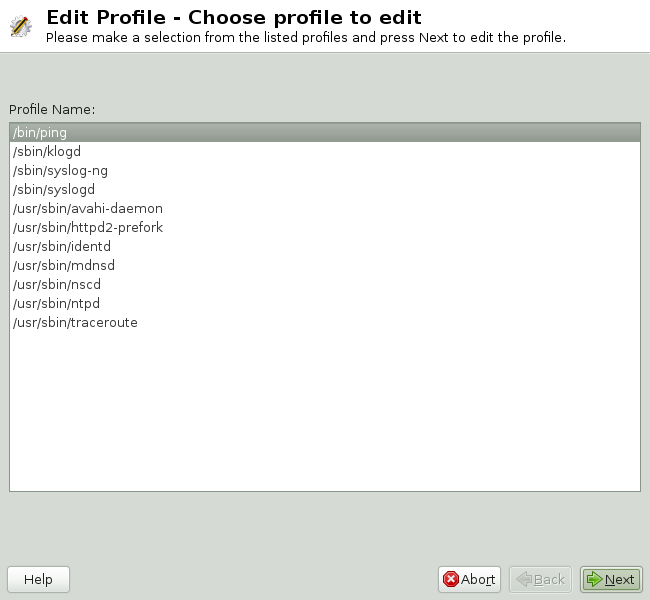 Edit Profile - Choose profile to edit
Please make a selection from the listed profiles and press Next to edit the profile.
Profile Name:
/bin/ping
/sbin/klogd
/sbin/syslog-ng
/sbin/syslogd
/usr/sbin/avahi-daemon
/usr/sbin/httpd2-prefork
/usr/sbin/identd
/usr/sbin/mdnsd
/usr/sbin/nscd
/usr/sbin/ntpd
/usr/sbin/traceroute
Help Abort Back Next